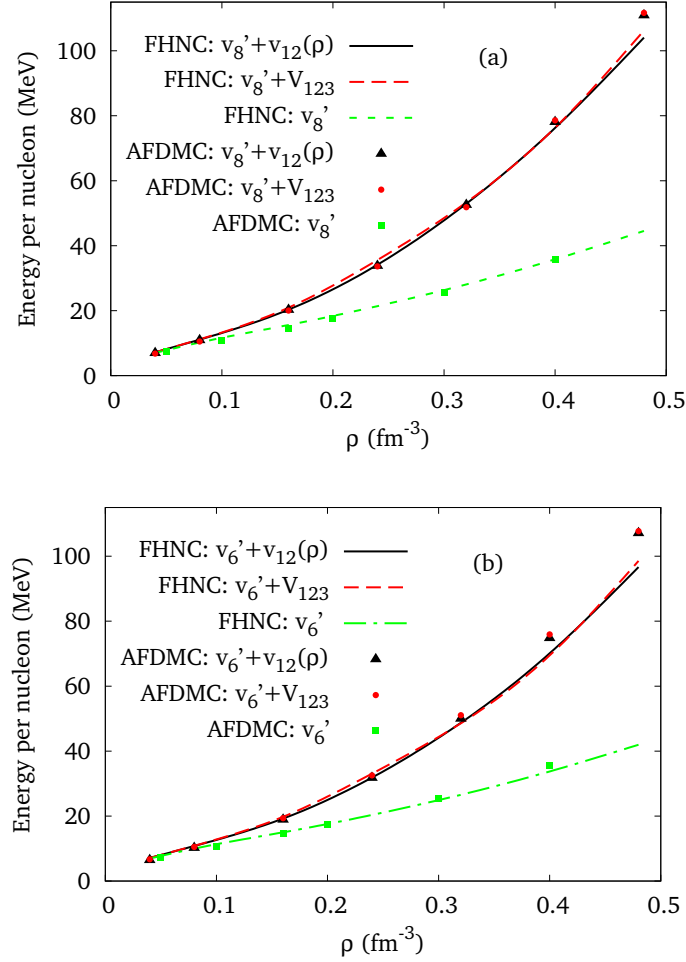 (a)
FHNC: v8'+v12(ρ)
FHNC: v8'+V123
FHNC: v8'
AFDMC: v8'+v12(ρ)
AFDMC: v8'+V123
AFDMC: v8'
Energy per nucleon (MeV)
100
80
60
40
20
0
0 0.1 0.2 0.3 0.4 0.5
ρ (fm-3)
(b)
FHNC: v6'+v12(ρ)
FHNC: v6'+V123
FHNC: v6'
AFDMC: v6'+v12(ρ)
AFDMC: v6'+V123
AFDMC: v6'
Energy per nucleon (MeV)
100
80
60
40
20
0
0 0.1 0.2 0.3 0.4 0.5
ρ (fm-3)